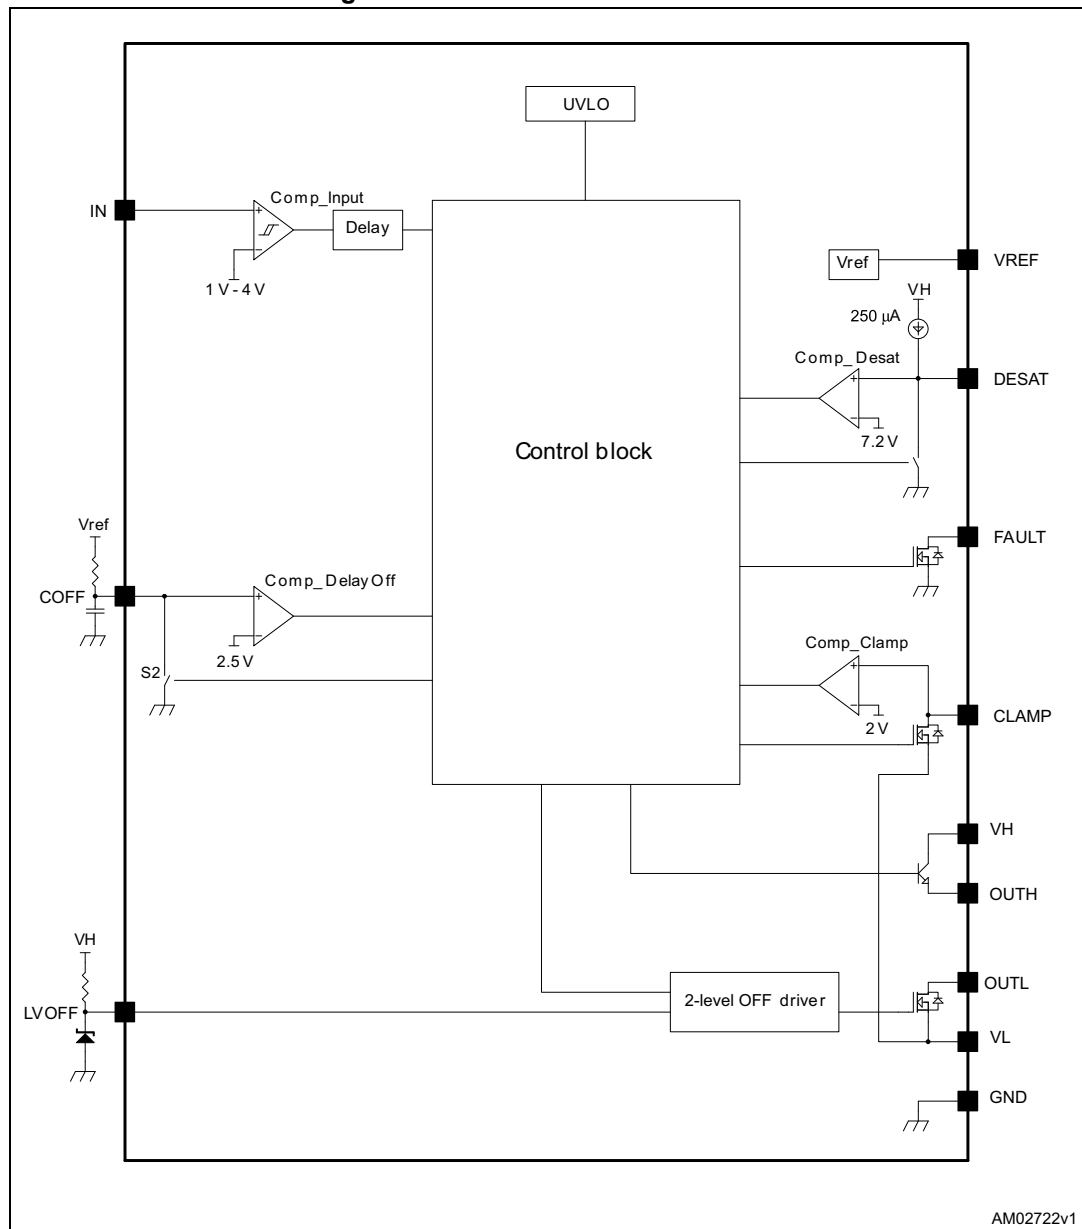 UVLO
Comp_Input
IN
Delay
1 V - 4 V
Vref
VREF
VH
250 µA
Comp_Desat
DESAT
7.2 V
Control block
Vref
FAULT
COFF
Comp_DelayOff
2.5 V
S2
Comp_Clamp
2 V
CLAMP
VH
OUTH
VH
LVOFF
2-level OFF driver
OUTL
VL
GND
AM02722v1